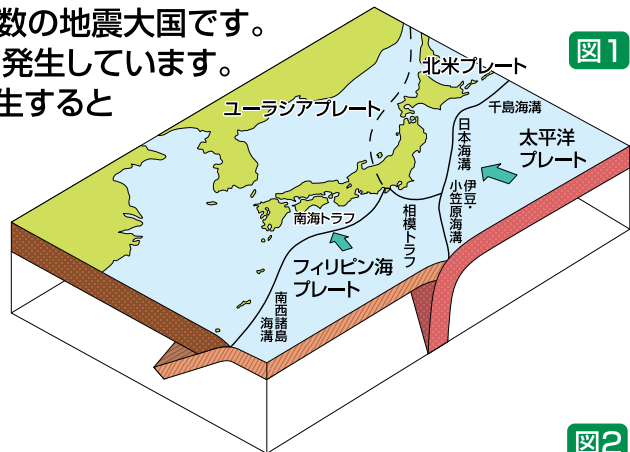 数の地震大国です。
発生しています。
生すると
図1
北米プレート
ユーラシアプレート
千島海溝
日本海溝
太平洋
プレート
伊豆・
小笠原海溝
南海トラフ
相模トラフ
フィリピン海
プレート
南西諸島
海溝
図2